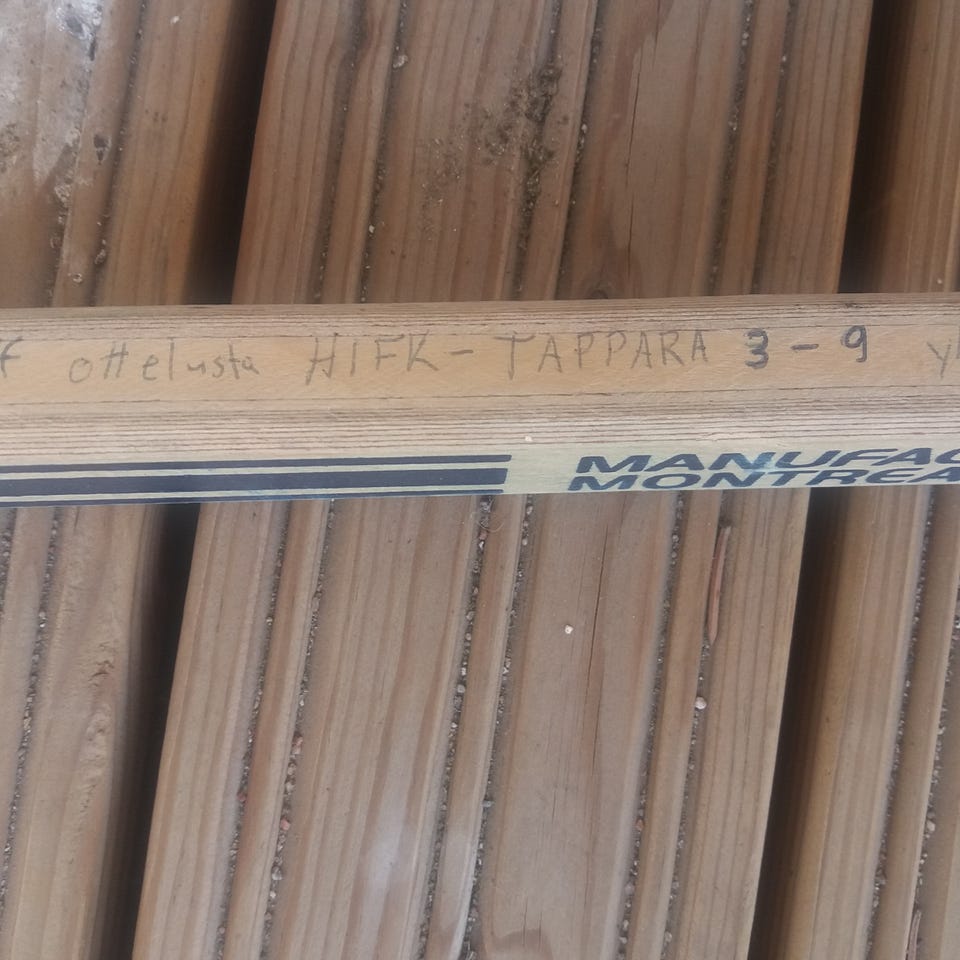 ottelusta HIFK - TAPPARA 3 - 9
MANUFAC
MONTREA